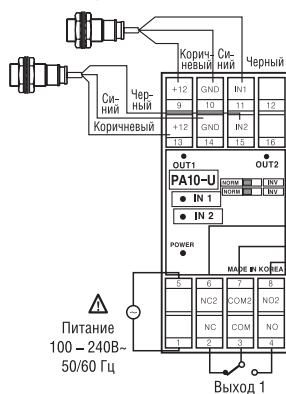 Корич-
невый
Си-
ний
Черный
Си-
ний
Чер-
ный
Коричневый
+12
GND
IN1
9
10
11
12
+12
GND
IN2
13
14
15
16
OUT1
OUT2
PA10-U
NORM
INV
NORM
INV
IN 1
IN 2
POWER
MADE IN KOREA
5
6
7
8
NC2
COM2
NO2
NC
COM
NO
1
2
3
4
Питание
100 – 240В~
50/60 Гц
Выход 1